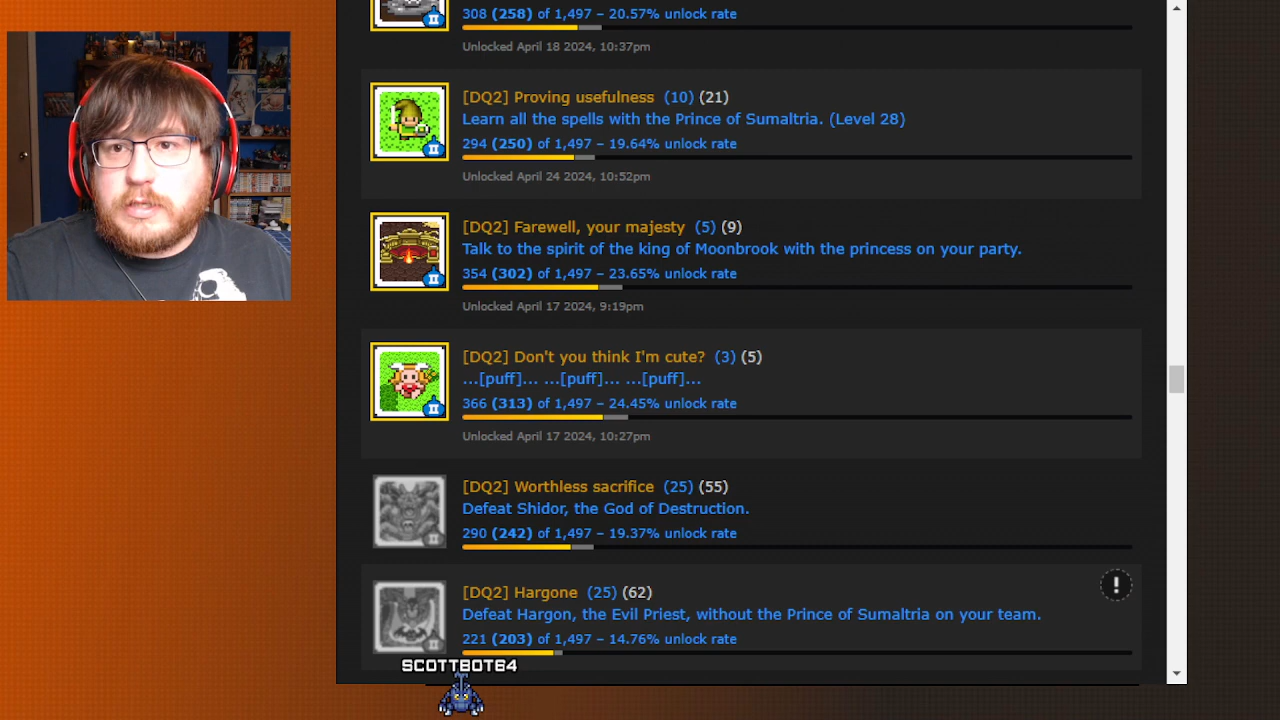 308 (258) of 1,497 – 20.57% unlock rate
Unlocked April 18 2024, 10:37pm
[DQ2] Proving usefulness (10) (21)
Learn all the spells with the Prince of Sumaltria. (Level 28)
294 (250) of 1,497 – 19.64% unlock rate
Unlocked April 24 2024, 10:52pm
[DQ2] Farewell, your majesty (5) (9)
Talk to the spirit of the king of Moonbrook with the princess on your party.
354 (302) of 1,497 – 23.65% unlock rate
Unlocked April 17 2024, 9:19pm
[DQ2] Don't you think I'm cute? (3) (5)
...[puff]... ...[puff]... ...[puff]...
366 (313) of 1,497 – 24.45% unlock rate
Unlocked April 17 2024, 10:27pm
[DQ2] Worthless sacrifice (25) (55)
Defeat Shidor, the God of Destruction.
290 (242) of 1,497 – 19.37% unlock rate
[DQ2] Hargone (25) (62)
Defeat Hargon, the Evil Priest, without the Prince of Sumaltria on your team.
221 (203) of 1,497 – 14.76% unlock rate
SCOTTBOT64